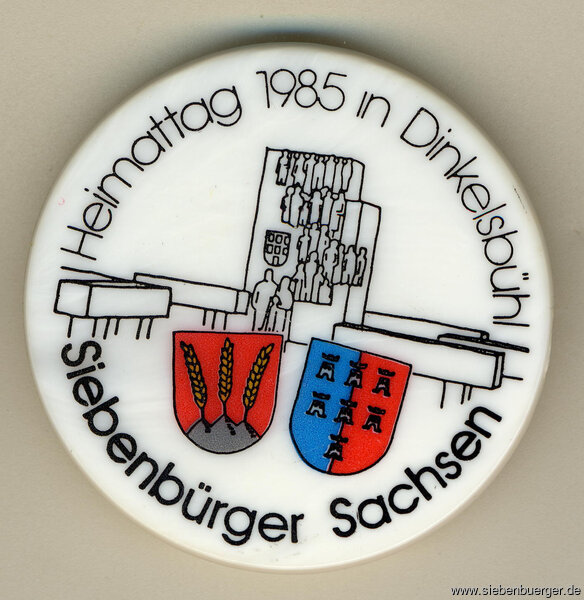 Heimattag 1985 in Dinkelsbühl
Siebenbürger Sachsen
www.siebenbuerger.de